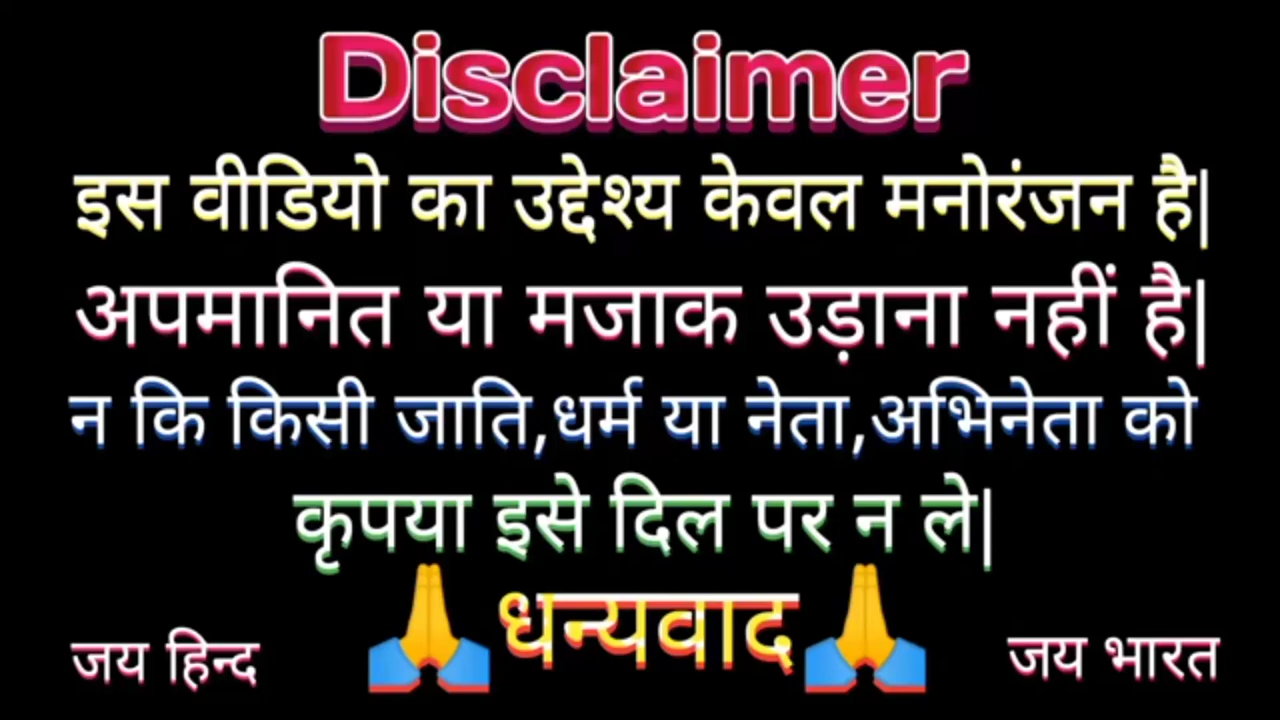 Disclaimer
इस वीडियो का उद्देश्य केवल मनोरंजन है|
अपमानित या मजाक उड़ाना नहीं है|
न कि किसी जाति,धर्म या नेता,अभिनेता को
कृपया इसे दिल पर न ले|
🙏धन्यवाद🙏
जय हिन्द
जय भारत